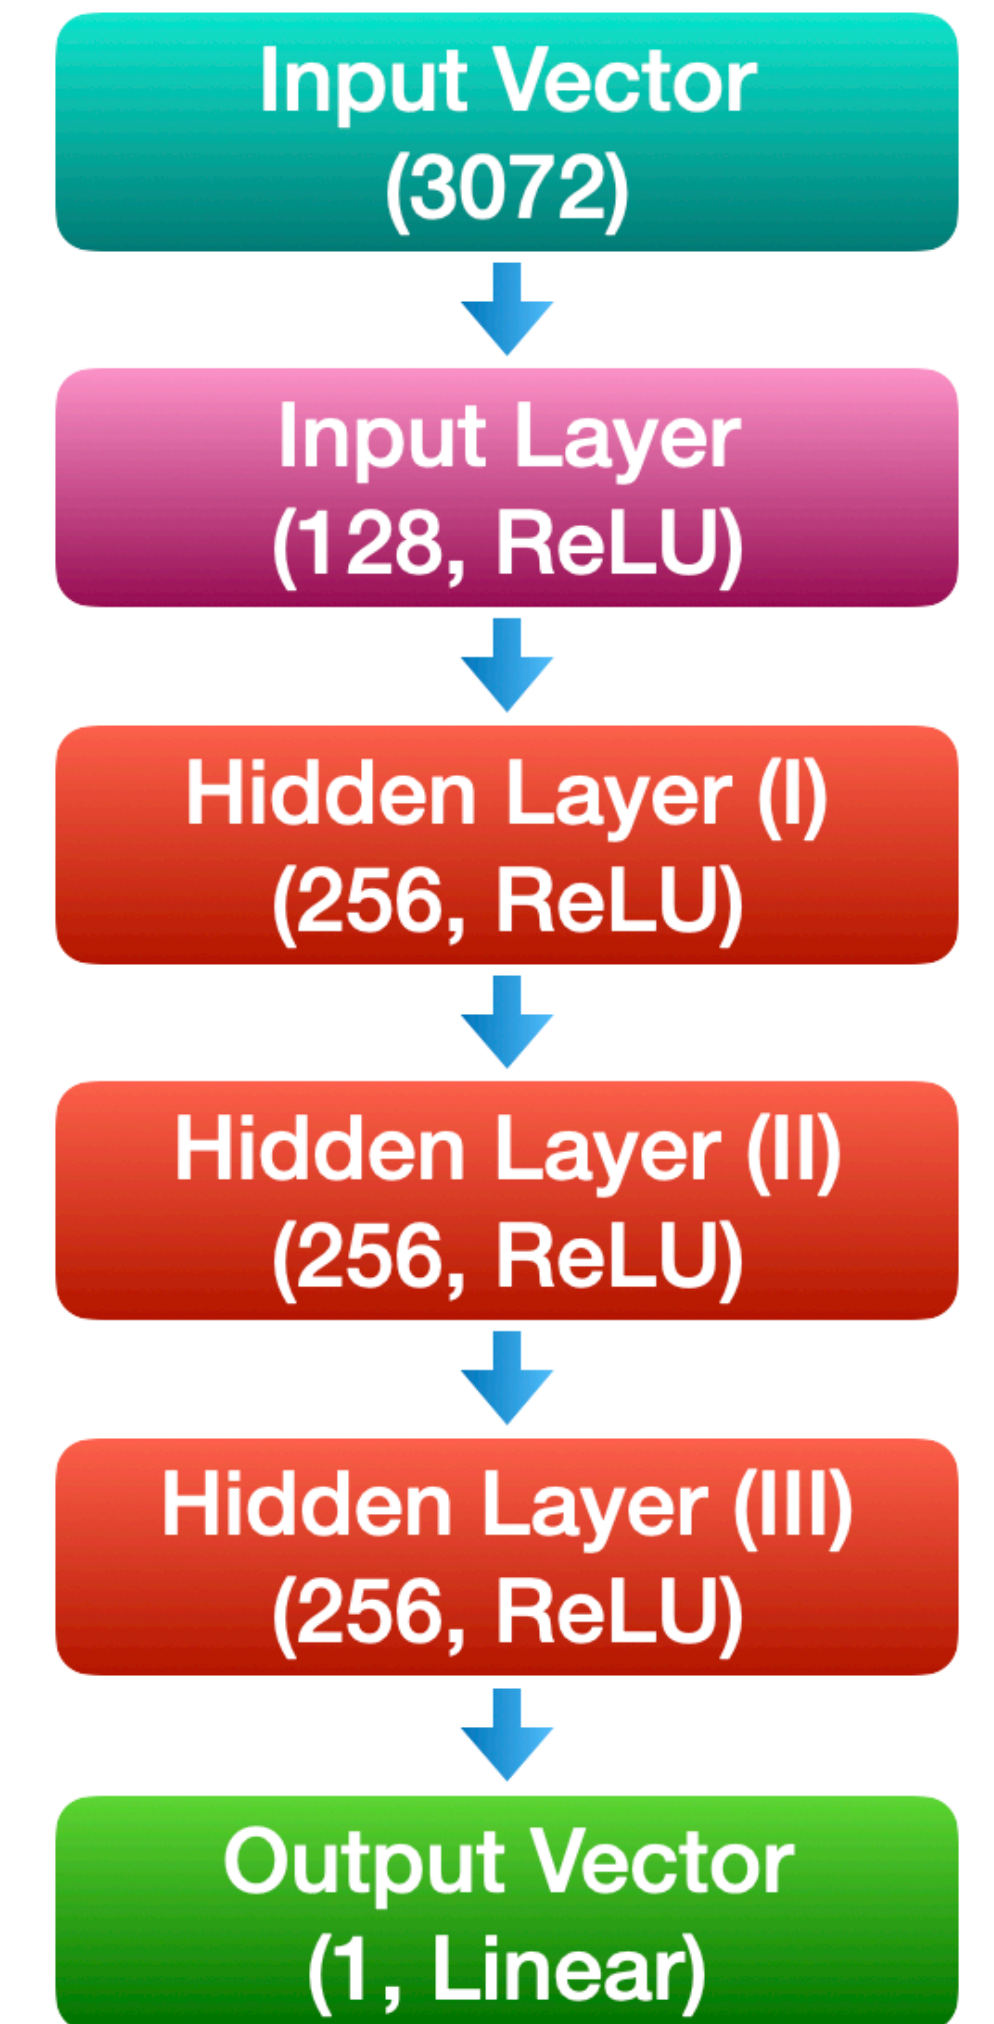 Input Vector
(3072)
Input Layer
(128, ReLU)
Hidden Layer (I)
(256, ReLU)
Hidden Layer (II)
(256, ReLU)
Hidden Layer (III)
(256, ReLU)
Output Vector
(1, Linear)